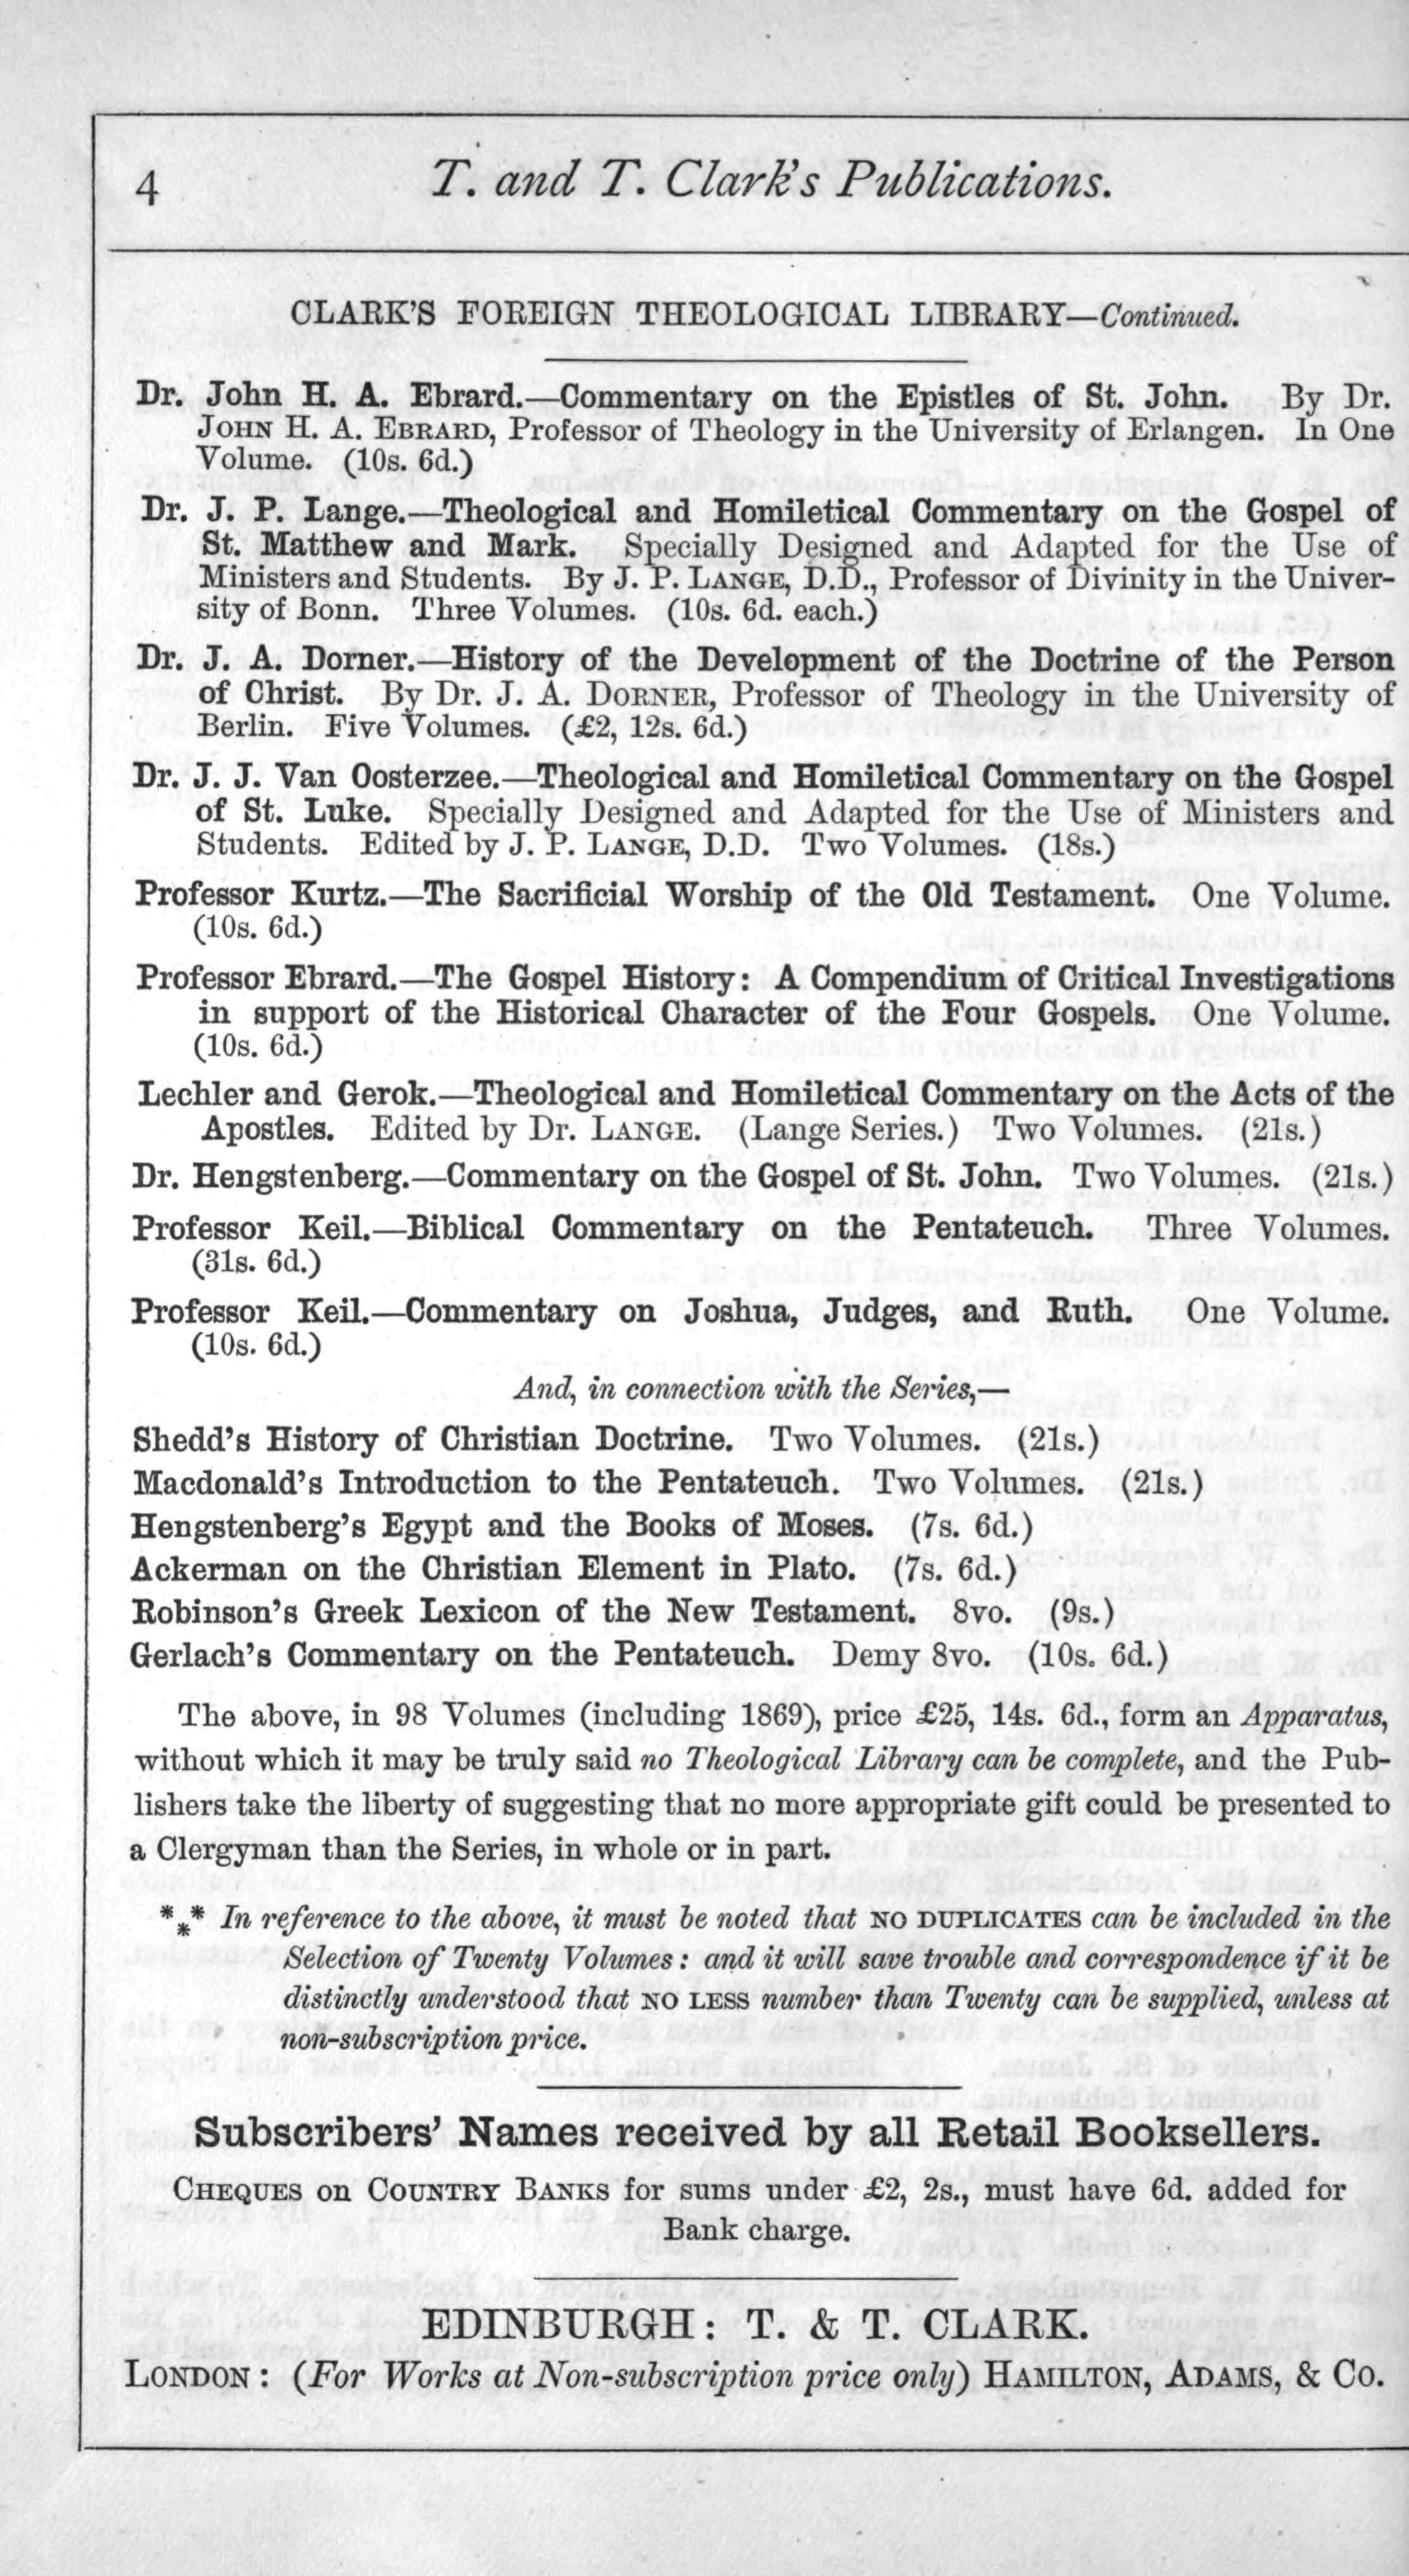 4
T. and T. Clark's Publications.
CLARK'S FOREIGN THEOLOGICAL LIBRARY—Continued.
Dr. John H. A. Ebrard.—Commentary on the Epistles of St. John. By Dr.
JOHN H. A. EBRARD, Professor of Theology in the University of Erlangen. In One
Volume. (10s. 6d.)
Dr. J. P. Lange.—Theological and Homiletical Commentary on the Gospel of
St. Matthew and Mark. Specially Designed and Adapted for the Use of
Ministers and Students. By J. P. LANGE, D.D., Professor of Divinity in the Univer-
sity of Bonn. Three Volumes. (10s. 6d. each.)
Dr. J. A. Dorner.—History of the Development of the Doctrine of the Person
of Christ. By Dr. J. A. DORNER, Professor of Theology in the University of
Berlin. Five Volumes. (£2, 12s. 6d.)
Dr. J. J. Van Oosterzee.—Theological and Homiletical Commentary on the Gospel
of St. Luke. Specially Designed and Adapted for the Use of Ministers and
Students. Edited by J. P. LANGE, D.D. Two Volumes. (18s.)
Professor Kurtz.—The Sacrificial Worship of the Old Testament. One Volume.
(10s. 6d.)
Professor Ebrard.—The Gospel History: A Compendium of Critical Investigations
in support of the Historical Character of the Four Gospels. One Volume.
(10s. 6d.)
Lechler and Gerok.—Theological and Homiletical Commentary on the Acts of the
Apostles. Edited by Dr. LANGE. (Lange Series.) Two Volumes. (21s.)
Dr. Hengstenberg.—Commentary on the Gospel of St. John. Two Volumes. (21s.)
Professor Keil.—Biblical Commentary on the Pentateuch. Three Volumes.
(31s. 6d.)
Professor Keil.—Commentary on Joshua, Judges, and Ruth. One Volume.
(10s. 6d.)
And, in connection with the Series,—
Shedd's History of Christian Doctrine. Two Volumes. (21s.)
Macdonald's Introduction to the Pentateuch. Two Volumes. (21s.)
Hengstenberg's Egypt and the Books of Moses. (7s. 6d.)
Ackerman on the Christian Element in Plato. (7s. 6d.)
Robinson's Greek Lexicon of the New Testament. 8vo. (9s.)
Gerlach's Commentary on the Pentateuch. Demy 8vo. (10s. 6d.)
The above, in 98 Volumes (including 1869), price £25, 14s. 6d., form an Apparatus,
without which it may be truly said no Theological Library can be complete, and the Pub-
lishers take the liberty of suggesting that no more appropriate gift could be presented to
a Clergyman than the Series, in whole or in part.
*** In reference to the above, it must be noted that NO DUPLICATES can be included in the
Selection of Twenty Volumes: and it will save trouble and correspondence if it be
distinctly understood that NO LESS number than Twenty can be supplied, unless at
non-subscription price.
Subscribers' Names received by all Retail Booksellers.
CHEQUES on COUNTRY BANKS for sums under £2, 2s., must have 6d. added for
Bank charge.
EDINBURGH: T. & T. CLARK.
LONDON: (For Works at Non-subscription price only) HAMILTON, ADAMS, & CO.